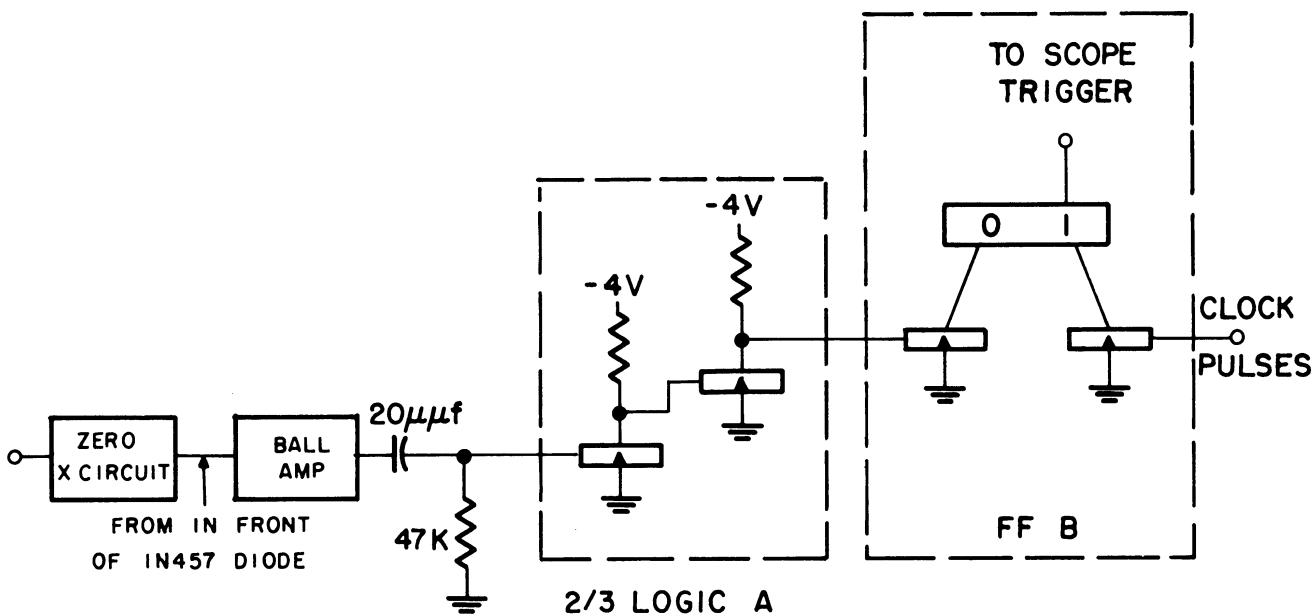 TO SCOPE
TRIGGER
-4V
-4V
0 1
CLOCK
PULSES
20μμf
ZERO
X CIRCUIT
BALL
AMP
FROM IN FRONT
OF IN457 DIODE
47K
FF B
2/3 LOGIC A